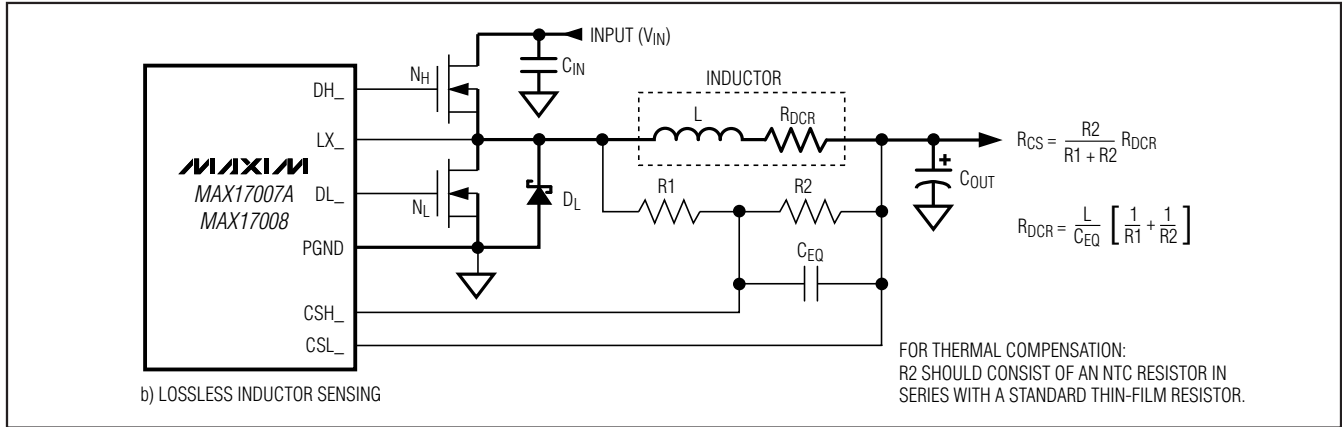 INPUT (VIN)
CIN
NH
DH_
INDUCTOR
L
RDCR
LX_
MAXIM
MAX17007A
MAX17008
DL_
NL
DL
R1
R2
COUT
+
RCS = R2 / (R1 + R2) RDCR
RDCR = L / CEQ [ 1/R1 + 1/R2 ]
PGND
CEQ
CSH_
CSL_
FOR THERMAL COMPENSATION:
R2 SHOULD CONSIST OF AN NTC RESISTOR IN
SERIES WITH A STANDARD THIN-FILM RESISTOR.
b) LOSSLESS INDUCTOR SENSING